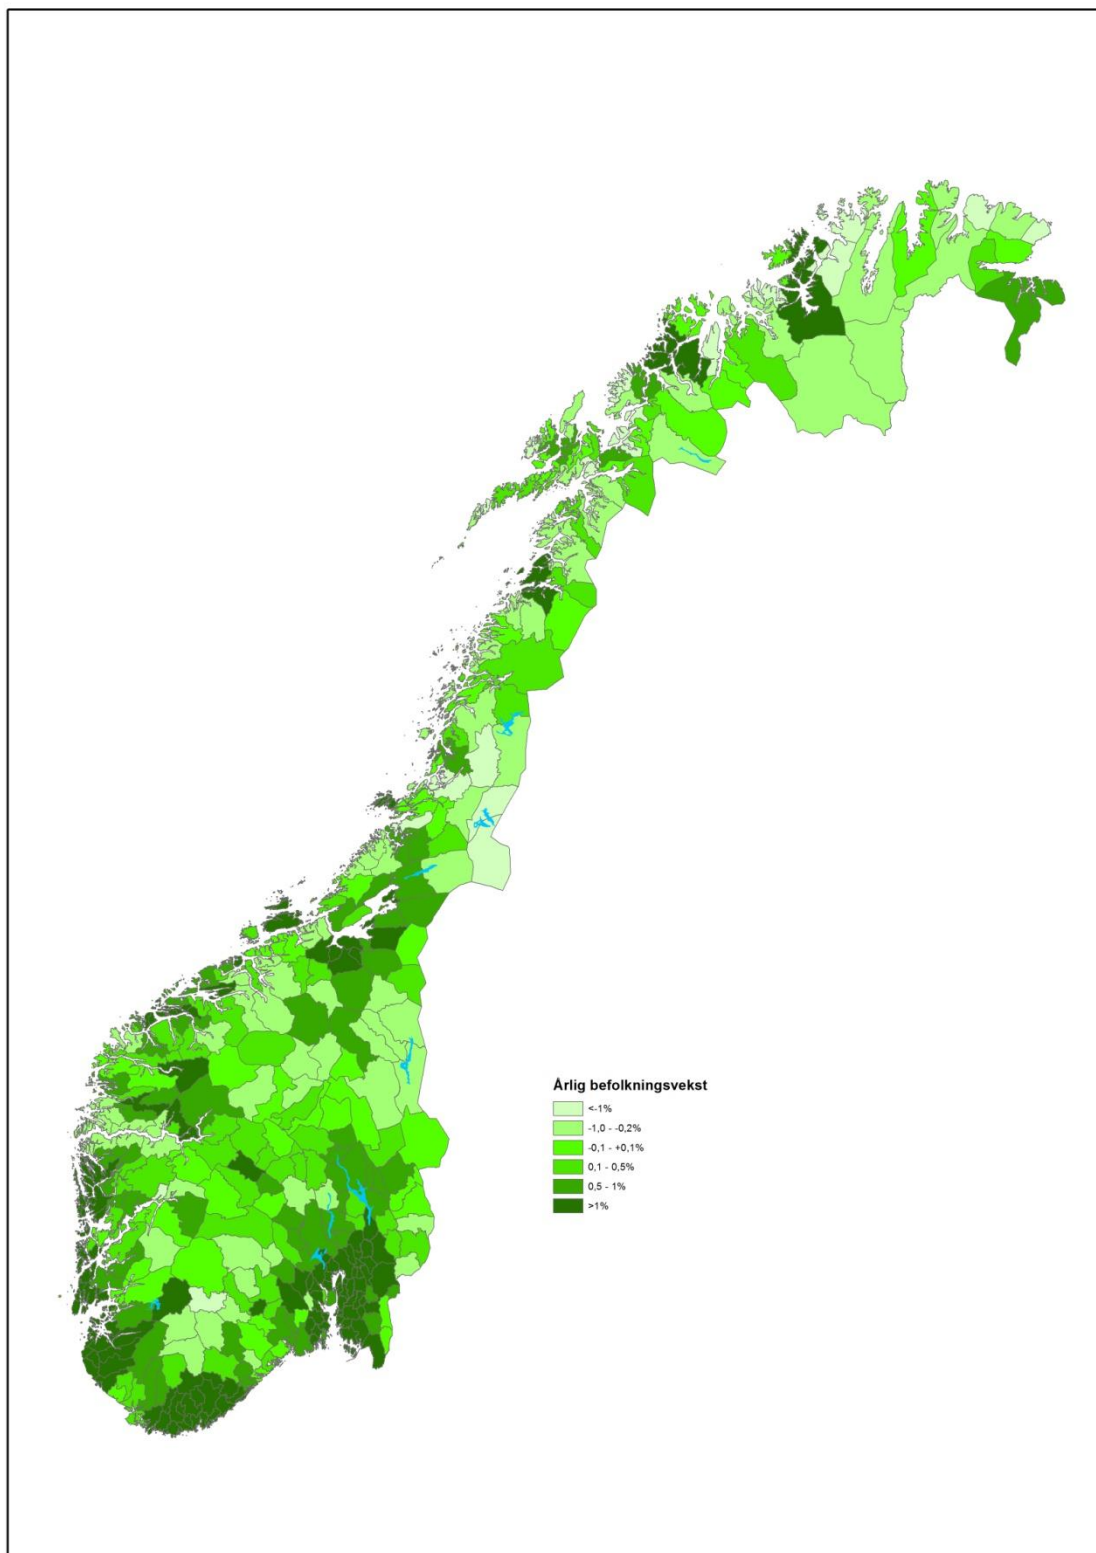 Årlig befolkningsvekst
<-1%
-1,0 - -0,2%
-0,1 - +0,1%
0,1 - 0,5%
0,5 - 1%
>1%